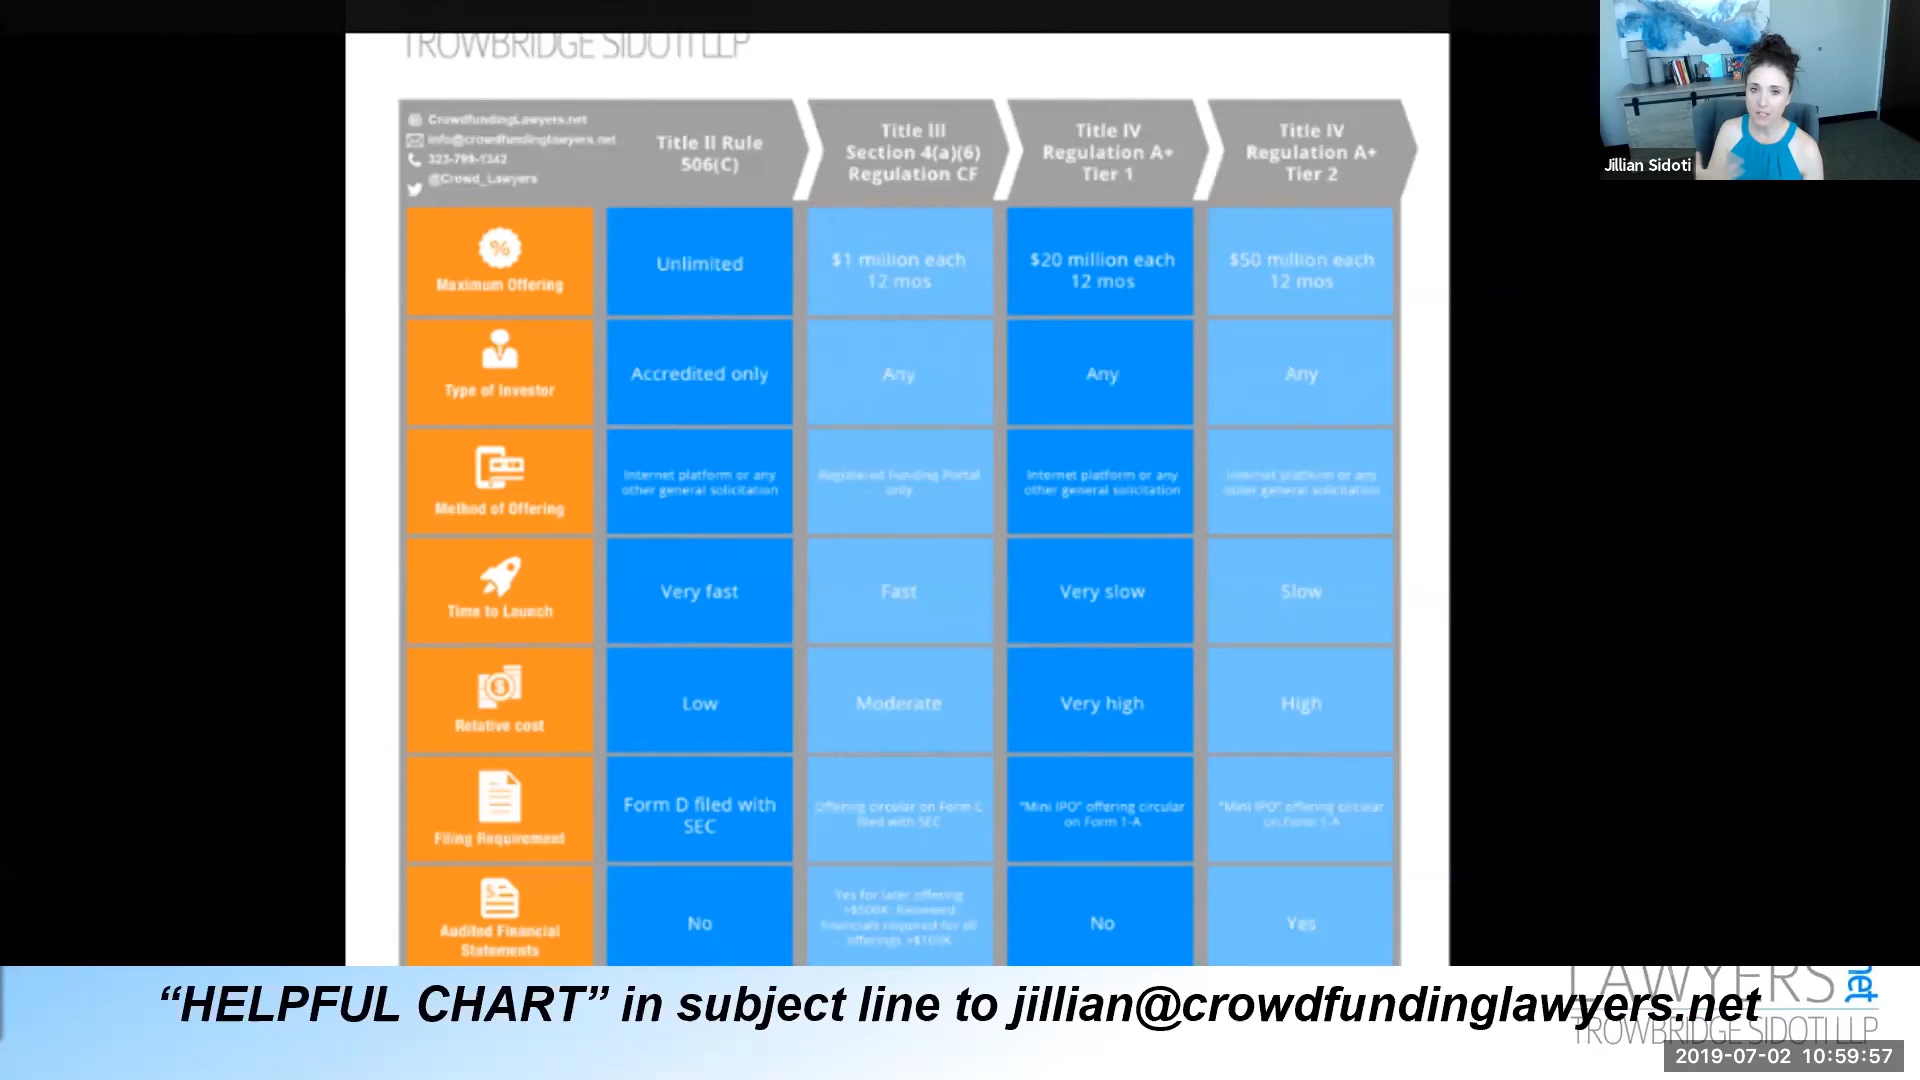 TROWBRIDGE SIDOTI LLP
CrowdfundingLawyers.net
info@crowdfundinglawyers.net
323-799-1342
@Crowd_Lawyers
Title II Rule
506(C)
Title III
Section 4(a)(6)
Regulation CF
Title IV
Regulation A+
Tier 1
Title IV
Regulation A+
Tier 2
Jillian Sidoti
Maximum Offering
Unlimited
$1 million each
12 mos
$20 million each
12 mos
$50 million each
12 mos
Type of Investor
Accredited only
Any
Any
Any
Method of Offering
Internet platform or any
other general solicitation
Registered Funding Portal
only
Internet platform or any
other general solicitation
Internet platform or any
other general solicitation
Time to Launch
Very fast
Fast
Very slow
Slow
Relative cost
Low
Moderate
Very high
High
Filing Requirement
Form D filed with
SEC
Offering circular on Form C
filed with SEC
"Mini IPO" offering circular
on Form 1-A
"Mini IPO" offering circular
on Form 1-A
Audited Financial
Statements
No
Yes for later offering
>$500K. Reviewed
financials required for all
offerings >$100K
No
Yes
“HELPFUL CHART” in subject line to jillian@crowdfundinglawyers.net
LAWYERS
net
TROWBRIDGE SIDOTI LLP
2019-07-02 10:59:57